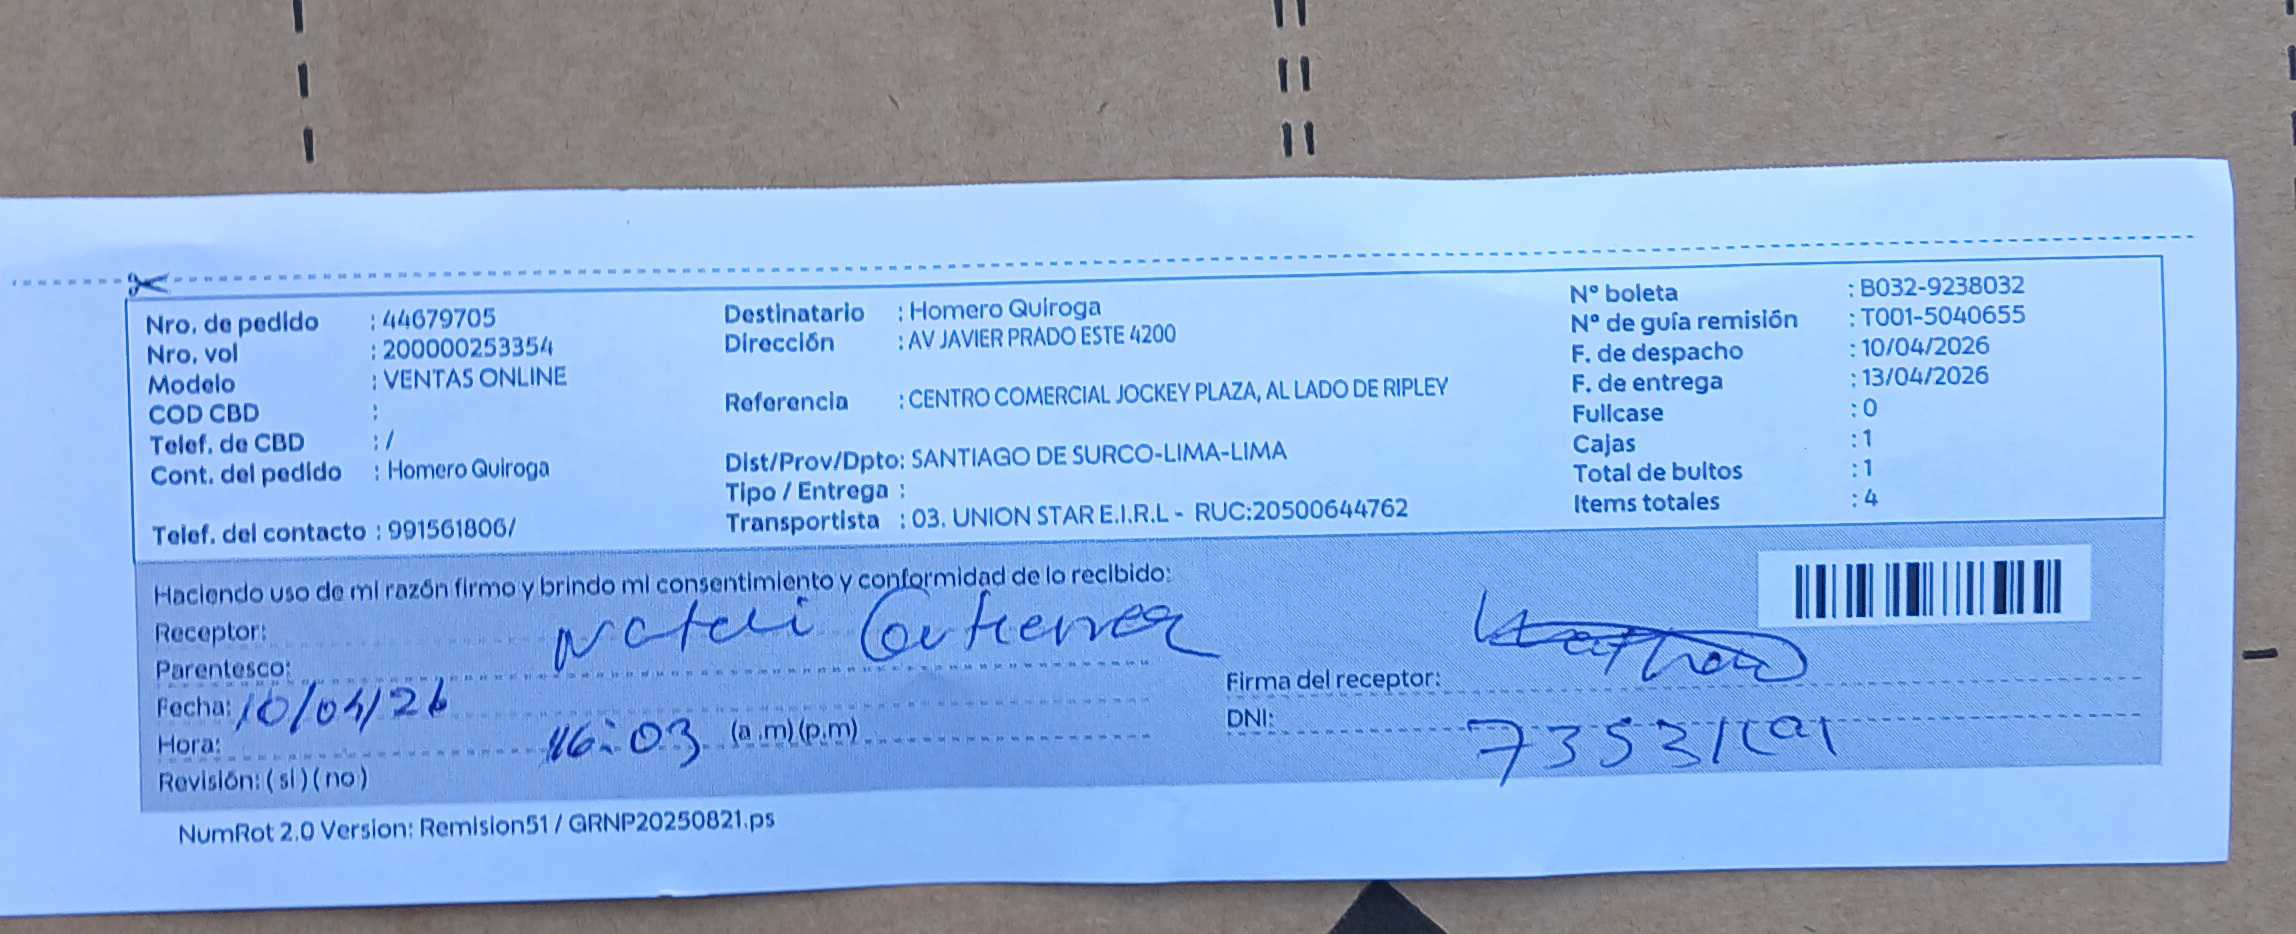 Nro. de pedido : 44679705
Nro. vol : 200000253354
Modelo : VENTAS ONLINE
COD CBD :
Telef. de CBD : /
Cont. del pedido : Homero Quiroga
Telef. del contacto : 991561806/
Destinatario : Homero Quiroga
Dirección : AV JAVIER PRADO ESTE 4200
Referencia : CENTRO COMERCIAL JOCKEY PLAZA, AL LADO DE RIPLEY
Dist/Prov/Dpto: SANTIAGO DE SURCO-LIMA-LIMA
Tipo / Entrega :
Transportista : 03. UNION STAR E.I.R.L - RUC:20500644762
N° boleta : B032-9238032
N° de guía remisión : T001-5040655
F. de despacho : 10/04/2026
F. de entrega : 13/04/2026
Fullcase : 0
Cajas : 1
Total de bultos : 1
Items totales : 4
Haciendo uso de mi razón firmo y brindo mi consentimiento y conformidad de lo recibido:
Receptor:
Parentesco:
Fecha: 10/04/26
Hora: 16:03 (a .m) (p.m)
Revisión: ( si ) ( no )
Firma del receptor:
DNI:
NumRot 2.0 Version: Remision51 / GRNP20250821.ps